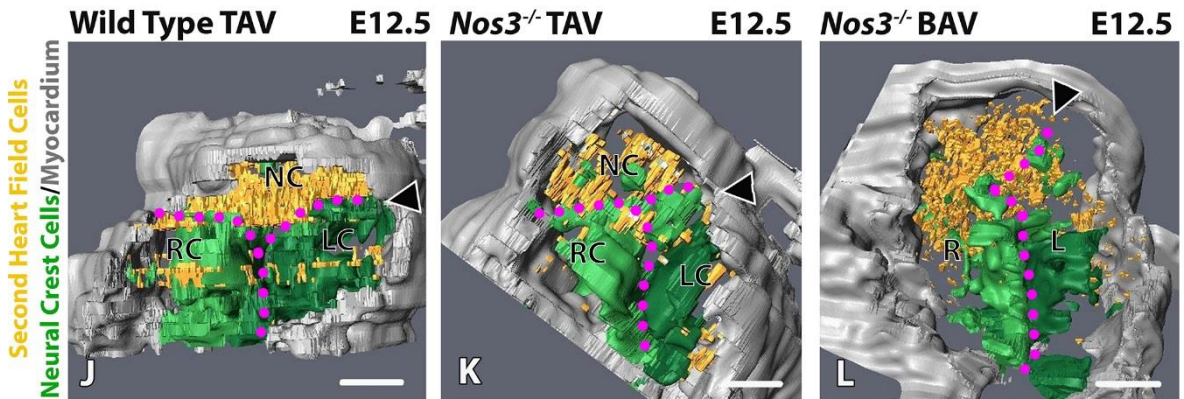 Wild Type TAV E12.5
Nos3-/- TAV E12.5
Nos3-/- BAV E12.5
Second Heart Field Cells
Neural Crest Cells/Myocardium
NC
RC
LC
J
NC
RC
LC
K
R
L
L